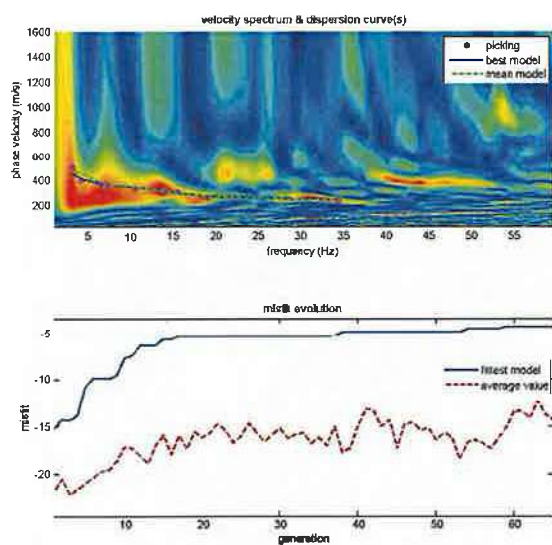 velocity spectrum & dispersion curve(s)
1600
1400
1200
1000
800
600
400
200
phase velocity (m/s)
picking
best model
mean model
5 10 15 20 25 30 35 40 45 50 55
frequency (Hz)
misfit evolution
-5
-10
-15
-20
misfit
fittest model
average value
10 20 30 40 50 60
generation